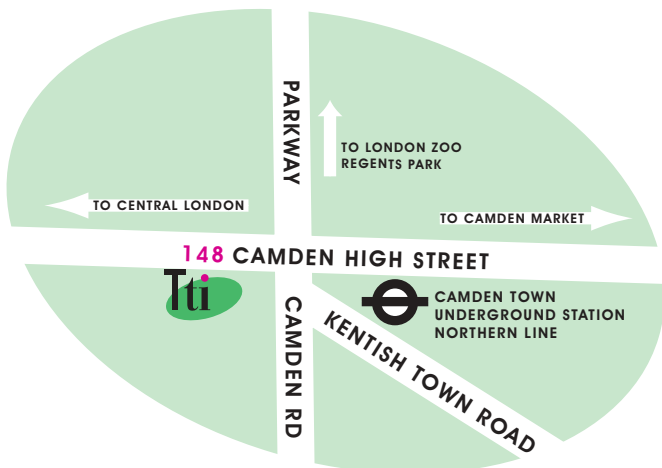 PARKWAY
TO LONDON ZOO
REGENTS PARK
TO CENTRAL LONDON
TO CAMDEN MARKET
148 CAMDEN HIGH STREET
Tti
CAMDEN TOWN
UNDERGROUND STATION
NORTHERN LINE
CAMDEN RD
KENTISH TOWN ROAD